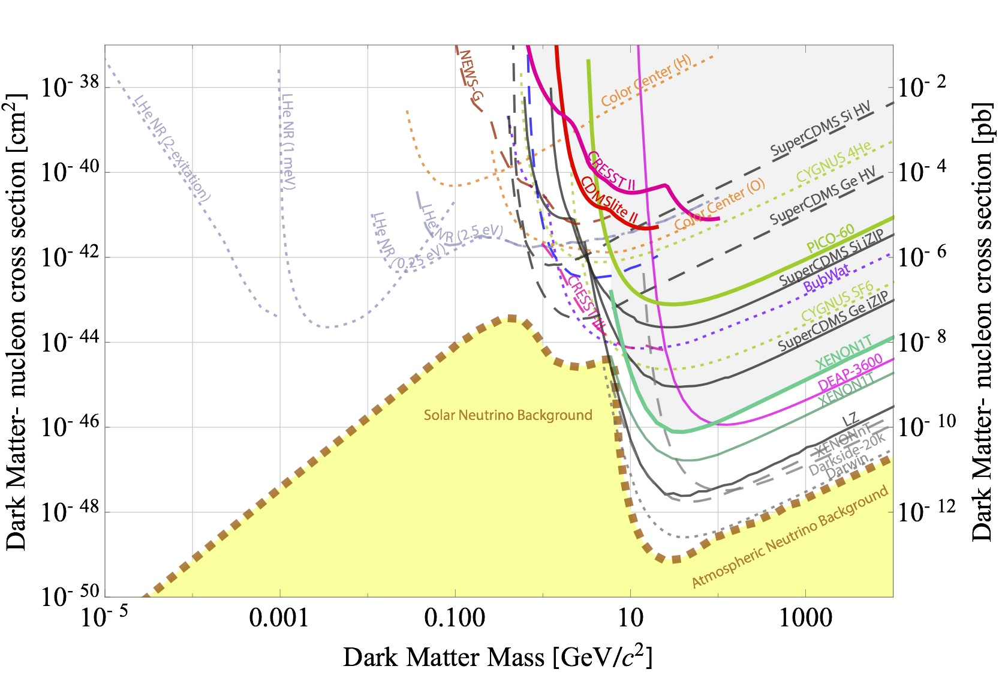 Dark Matter- nucleon cross section [cm2]
10- 38
10- 40
10- 42
10- 44
10- 46
10- 48
10- 50
10- 5
0.001
0.100
10
1000
Dark Matter Mass [GeV/c2]
10- 2
10- 4
10- 6
10- 8
10- 10
10- 12
Dark Matter- nucleon cross section [pb]
LHe NR (2-exitation)
LHe NR (1 meV)
LHe NR (0.25 eV)
LHe NR (2.5 eV)
NEWS-G
Color Center (H)
CRESST II
CDMSlite II
CRESST III
SuperCDMS Si HV
CYGNUS 4He
SuperCDMS Ge HV
Color Center (O)
PICO-60
SuperCDMS Si iZIP
BubWat
CYGNUS SF6
SuperCDMS Ge iZIP
XENON1T
DEAP-3600
XENON1T
LZ
XENONnT
Darkside-20k
Darwin
Solar Neutrino Background
Atmospheric Neutrino Background